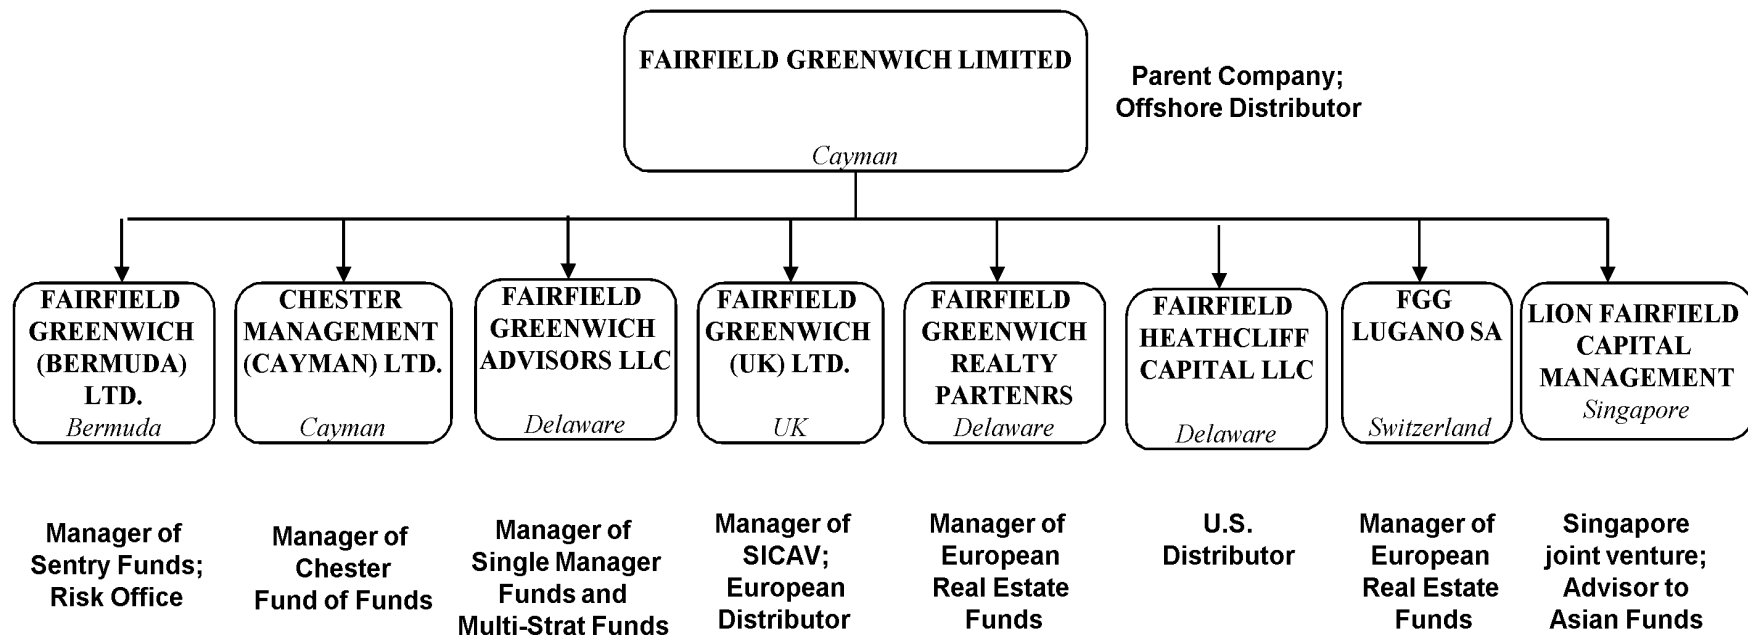 FAIRFIELD GREENWICH LIMITED
Cayman
Parent Company;
Offshore Distributor
FAIRFIELD
GREENWICH
(BERMUDA)
LTD.
Bermuda
CHESTER
MANAGEMENT
(CAYMAN) LTD.
Cayman
FAIRFIELD
GREENWICH
ADVISORS LLC
Delaware
FAIRFIELD
GREENWICH
(UK) LTD.
UK
FAIRFIELD
GREENWICH
REALTY
PARTENRS
Delaware
FAIRFIELD
HEATHCLIFF
CAPITAL LLC
Delaware
FGG
LUGANO SA
Switzerland
LION FAIRFIELD
CAPITAL
MANAGEMENT
Singapore
Manager of
Sentry Funds;
Risk Office
Manager of
Chester
Fund of Funds
Manager of
Single Manager
Funds and
Multi-Strat Funds
Manager of
SICAV;
European
Distributor
Manager of
European
Real Estate
Funds
U.S.
Distributor
Manager of
European
Real Estate
Funds
Singapore
joint venture;
Advisor to
Asian Funds